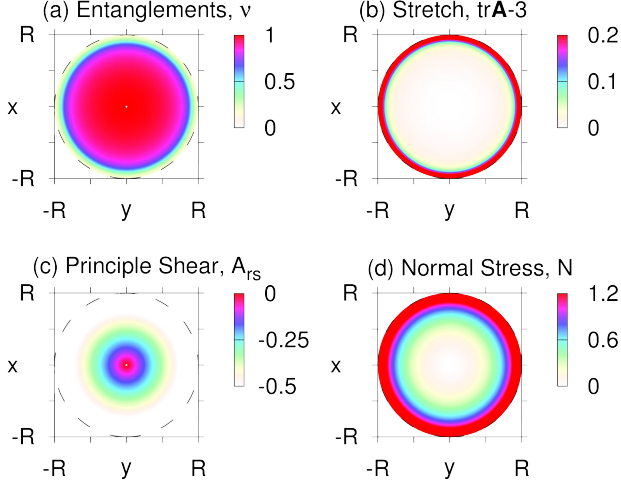 (a) Entanglements, ν
(b) Stretch, trA-3
R
x
-R
-R
y
R
1
0.5
0
R
x
-R
-R
y
R
0.2
0.1
0
(c) Principle Shear, Ars
(d) Normal Stress, N
R
x
-R
-R
y
R
0
-0.25
-0.5
R
x
-R
-R
y
R
1.2
0.6
0